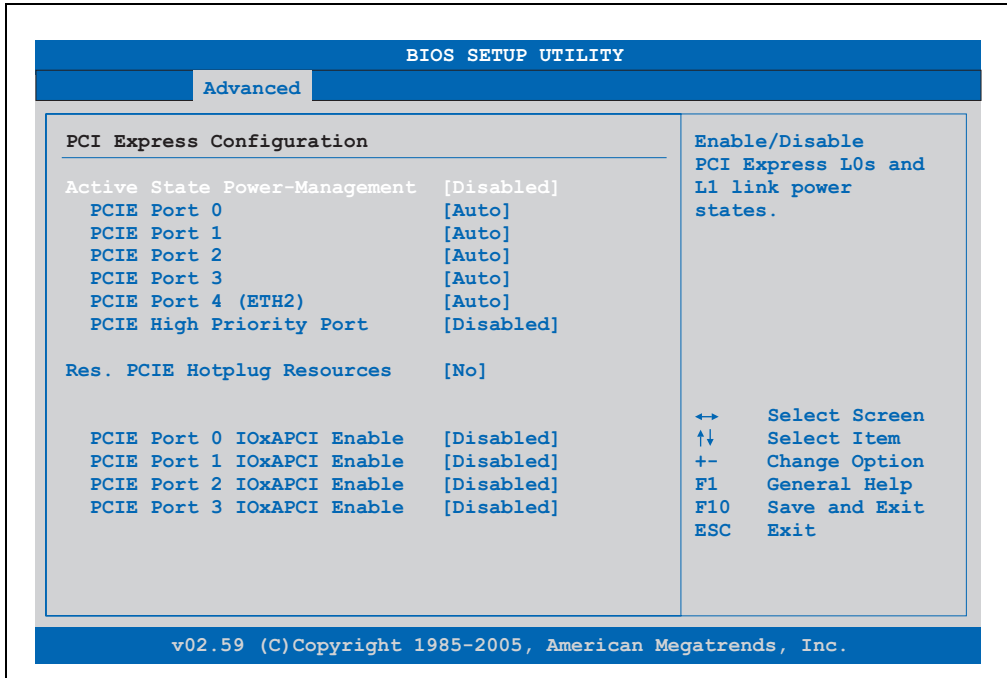 BIOS SETUP UTILITY
Advanced
PCI Express Configuration
Active State Power-Management [Disabled]
PCIE Port 0 [Auto]
PCIE Port 1 [Auto]
PCIE Port 2 [Auto]
PCIE Port 3 [Auto]
PCIE Port 4 (ETH2) [Auto]
PCIE High Priority Port [Disabled]
Res. PCIE Hotplug Resources [No]
PCIE Port 0 IOxAPCI Enable [Disabled]
PCIE Port 1 IOxAPCI Enable [Disabled]
PCIE Port 2 IOxAPCI Enable [Disabled]
PCIE Port 3 IOxAPCI Enable [Disabled]
Enable/Disable
PCI Express L0s and
L1 link power
states.
↔ Select Screen
↑↓ Select Item
+- Change Option
F1 General Help
F10 Save and Exit
ESC Exit
v02.59 (C)Copyright 1985-2005, American Megatrends, Inc.